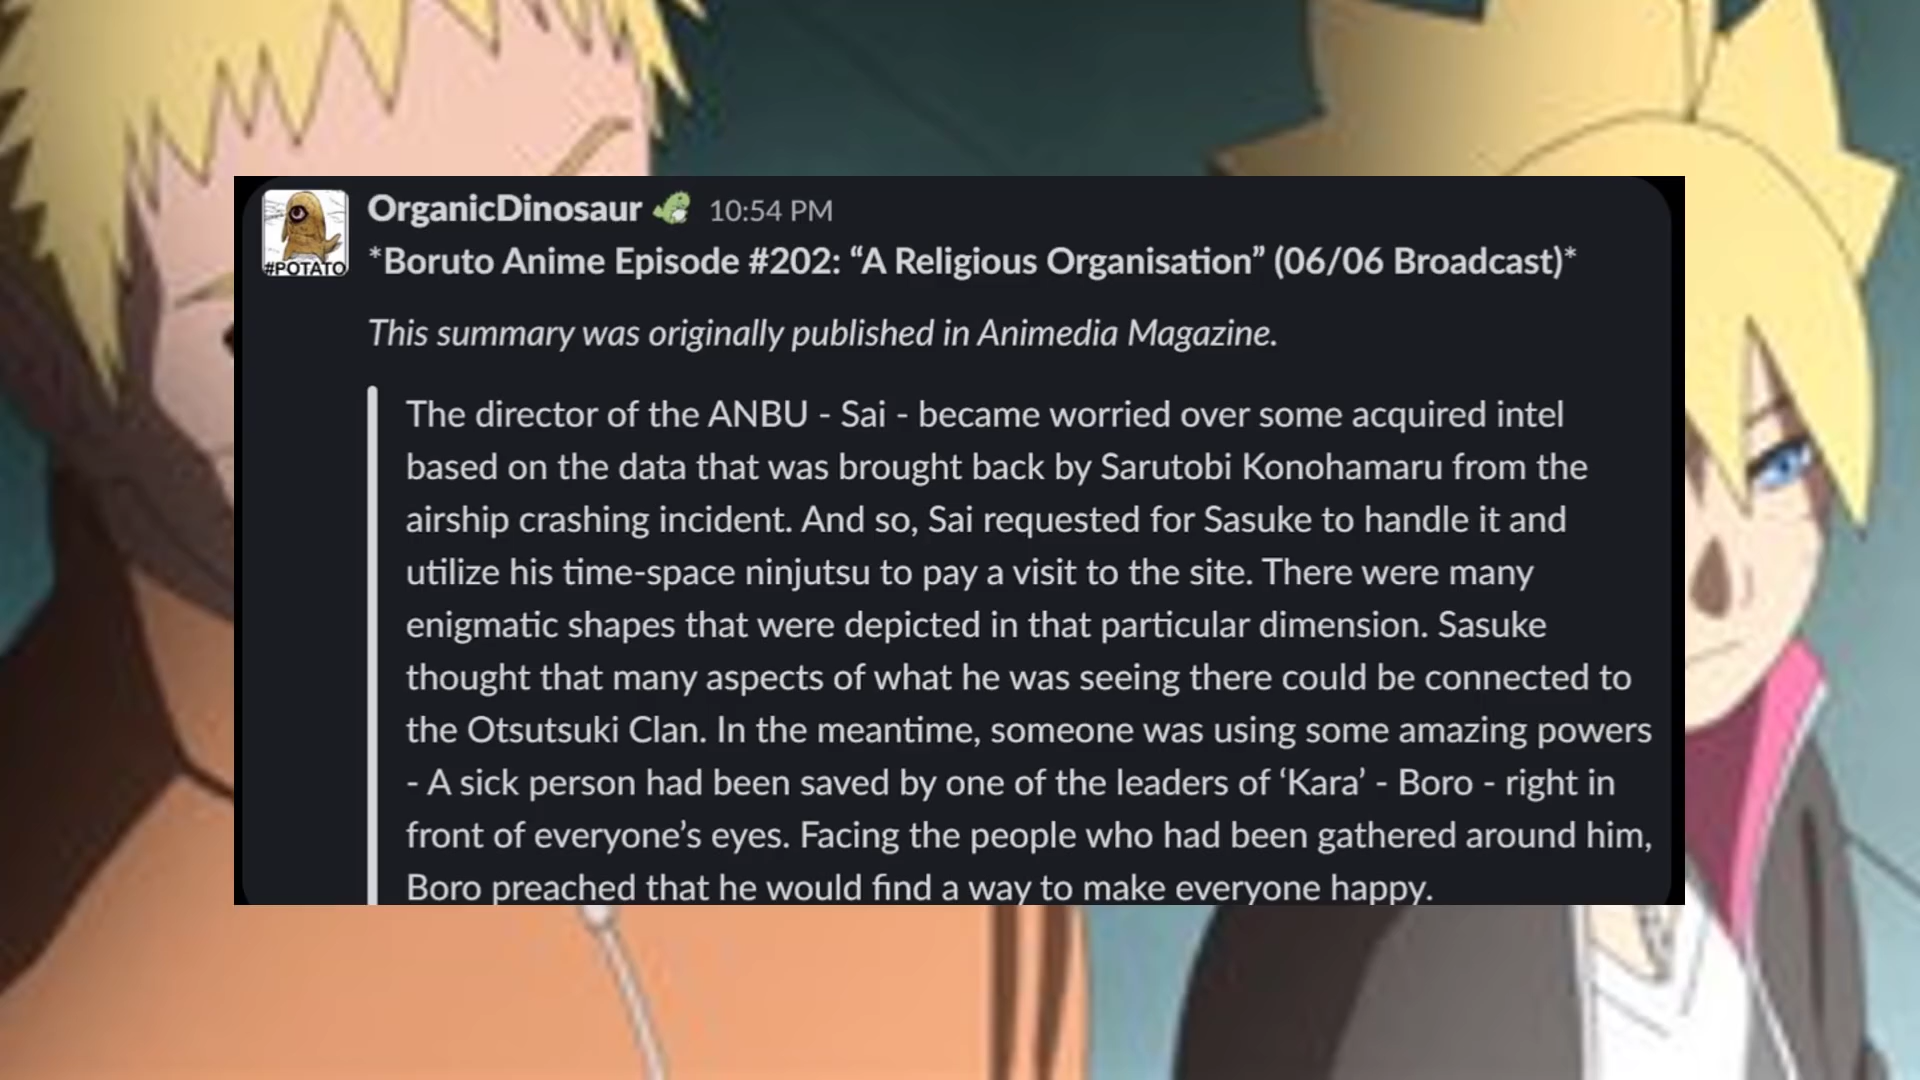 OrganicDinosaur 10:54 PM
#POTATO
*Boruto Anime Episode #202: “A Religious Organisation” (06/06 Broadcast)*
This summary was originally published in Animedia Magazine.
The director of the ANBU - Sai - became worried over some acquired intel
based on the data that was brought back by Sarutobi Konohamaru from the
airship crashing incident. And so, Sai requested for Sasuke to handle it and
utilize his time-space ninjutsu to pay a visit to the site. There were many
enigmatic shapes that were depicted in that particular dimension. Sasuke
thought that many aspects of what he was seeing there could be connected to
the Otsutsuki Clan. In the meantime, someone was using some amazing powers
- A sick person had been saved by one of the leaders of ‘Kara’ - Boro - right in
front of everyone’s eyes. Facing the people who had been gathered around him,
Boro preached that he would find a way to make everyone happy.